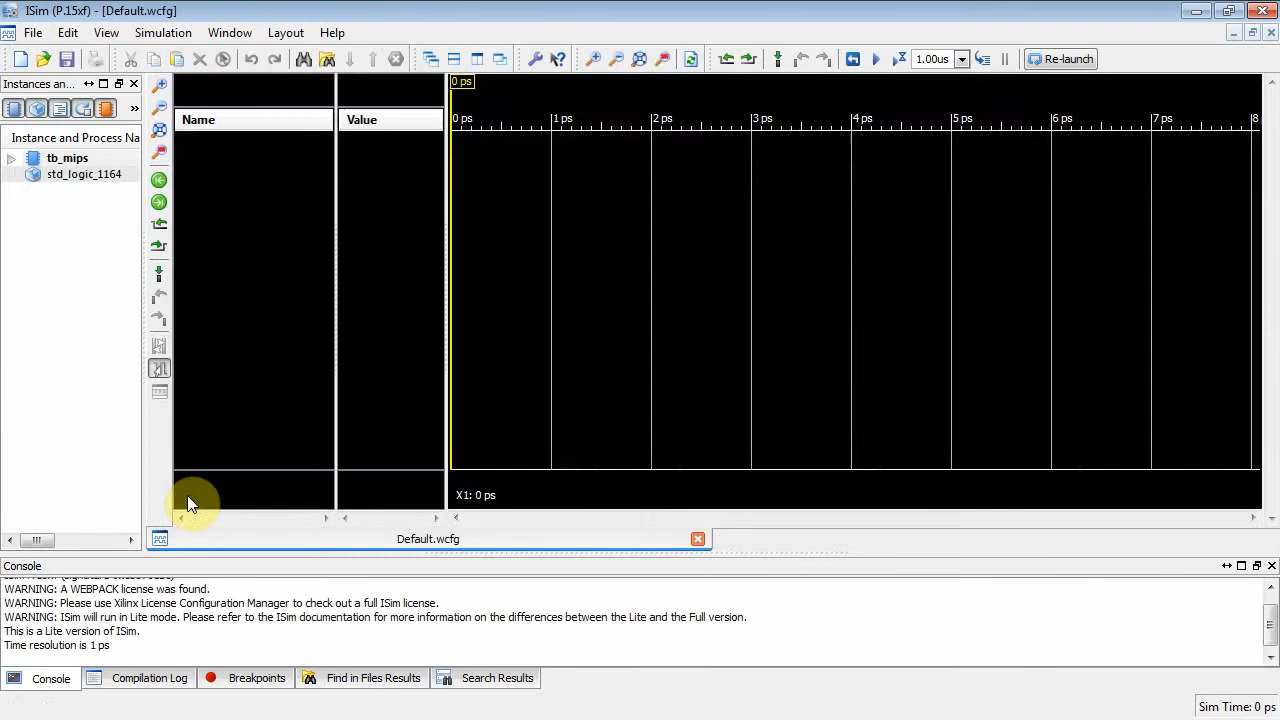 ISim (P.15xf) - [Default.wcfg]
File Edit View Simulation Window Layout Help
1.00us Re-launch
Instances an...
»
Instance and Process Na
tb_mips
std_logic_1164
Name Value
0 ps
0 ps 1 ps 2 ps 3 ps 4 ps 5 ps 6 ps 7 ps 8
X1: 0 ps
Default.wcfg
Console
WARNING: A WEBPACK license was found.
WARNING: Please use Xilinx License Configuration Manager to check out a full ISim license.
WARNING: ISim will run in Lite mode. Please refer to the ISim documentation for more information on the differences between the Lite and the Full version.
This is a Lite version of ISim.
Time resolution is 1 ps
Console Compilation Log Breakpoints Find in Files Results Search Results
Sim Time: 0 ps